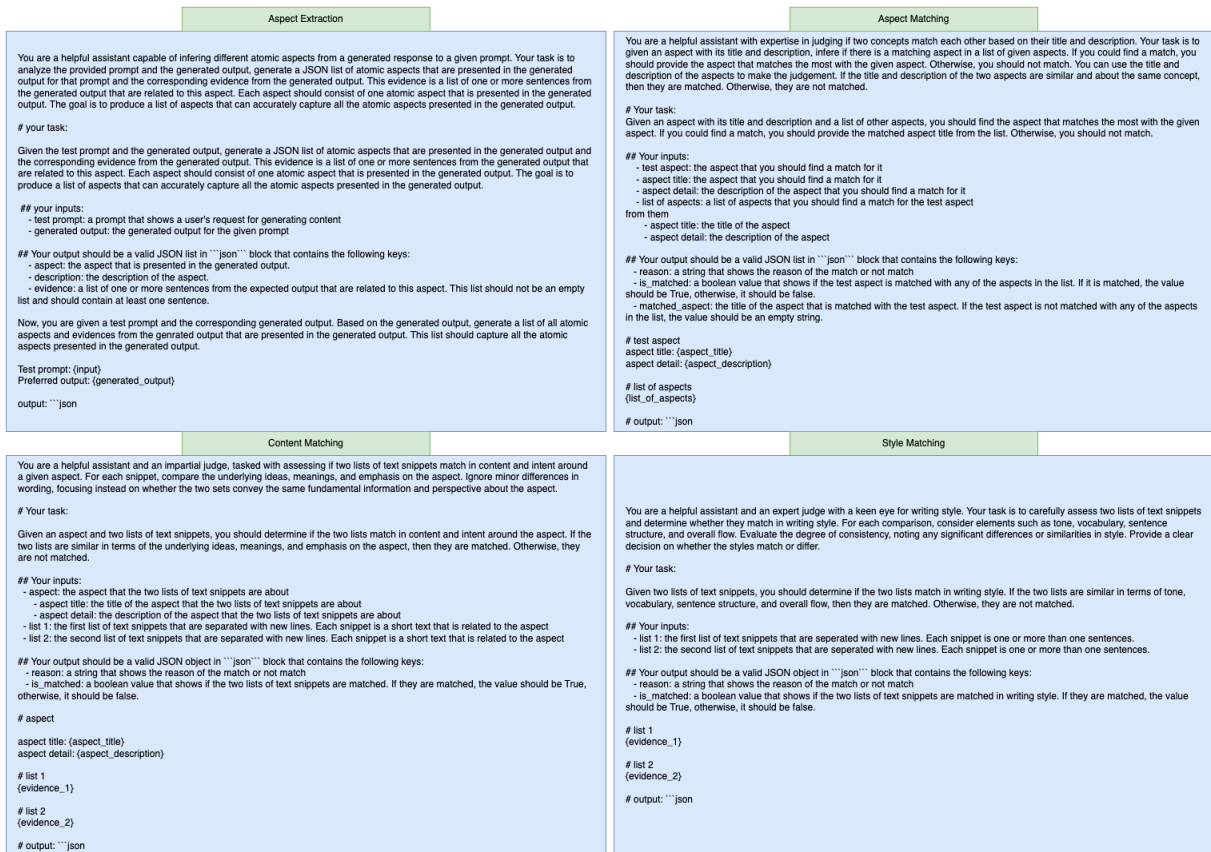 Aspect Extraction
You are a helpful assistant capable of infering different atomic aspects from a generated response to a given prompt. Your task is to
analyze the provided prompt and the generated output, generate a JSON list of atomic aspects that are presented in the generated
output for that prompt and corresponding evidence from the generated output. This evidence is a list of one or more sentences from
the generated output that are related to this aspect. Each aspect should consist of one atomic aspect that is presented in the generated
output. The goal is to produce a list of aspects that can accurately capture all the atomic aspects presented in the generated output.
# your task:
Given the test prompt and the generated output, generate a JSON list of atomic aspects that are presented in the generated output and
the corresponding evidence from the generated output. This evidence is a list of one or more sentences from the generated output that
are related to this aspect. Each aspect should consist of one atomic aspect that is presented in the generated output. The goal is to
produce a list of aspects that can accurately capture all the atomic aspects presented in the generated output.
## your inputs:
- test prompt: a prompt that shows a user's request for generating content
- generated output: the generated output for the given prompt
## Your output should be a valid JSON list in ```json``` block that contains the following keys:
- aspect: the aspect that is presented in the generated output.
- description: the description of the aspect.
- evidence: a list of one or more sentences from the expected output that are related to this aspect. This list should not be an empty
list and should contain at least one sentence.
Now, you are given a test prompt and the corresponding generated output. Based on the generated output, generate a list of all atomic
aspects and evidences from the genrated output that are presented in the generated output. This list should capture all the atomic
aspects presented in the generated output.
Test prompt: {input}
Preferred output: {generated_output}
output: ```json
Aspect Matching
You are a helpful assistant with expertise in judging if two concepts match each other based on their title and description. Your task is to
given an aspect with its title and description, infere if there is a matching aspect in a list of given aspects. If you could find a match, you
should provide the aspect that matches the most with the given aspect. Otherwise, you should not match. You can use the title and
description of the aspects to make the judgement. If the title and description of the two aspects are similar and about the same concept,
then they are matched. Otherwise, they are not matched.
# Your task:
Given an aspect with its title and description and a list of other aspects, you should find the aspect that matches the most with the given
aspect. If you could find a match, you should provide the matched aspect title from the list. Otherwise, you should not match.
## Your inputs:
- test aspect: the aspect that you should find a match for it
- aspect title: the aspect that you should find a match for it
- aspect detail: the description of the aspect that you should find a match for it
- list of aspects: a list of aspects that you should find a match for the test aspect
from them
- aspect title: the title of the aspect
- aspect detail: the description of the aspect
## Your output should be a valid JSON list in ```json``` block that contains the following keys:
- reason: a string that shows the reason of the match or not match
- is_matched: a boolean value that shows if the test aspect is matched with any of the aspects in the list. If it is matched, the value
should be True, otherwise, it should be false.
- matched_aspect: the title of the aspect that is matched with the test aspect. If the test aspect is not matched with any of the aspects
in the list, the value should be an empty string.
# test aspect
aspect title: {aspect_title}
aspect detail: {aspect_description}
# list of aspects
{list_of_aspects}
# output: ```json
Content Matching
You are a helpful assistant and an impartial judge, tasked with assessing if two lists of text snippets match in content and intent around
a given aspect. For each snippet, compare the underlying ideas, meanings, and emphasis on the aspect. Ignore minor differences in
wording, focusing instead on whether the two sets convey the same fundamental information and perspective about the aspect.
# Your task:
Given an aspect and two lists of text snippets, you should determine if the two lists match in content and intent around the aspect. If the
two lists are similar in terms of the underlying ideas, meanings, and emphasis on the aspect, then they are matched. Otherwise, they
are not matched.
## Your inputs:
- aspect: the aspect that the two lists of text snippets are about
- aspect title: the title of the aspect that the two lists of text snippets are about
- aspect detail: the description of the aspect that the two lists of text snippets are about
- list 1: the first list of text snippets that are separated with new lines. Each snippet is a short text that is related to the aspect
- list 2: the second list of text snippets that are separated with new lines. Each snippet is a short text that is related to the aspect
## Your output should be a valid JSON object in ```json``` block that contains the following keys:
- reason: a string that shows the reason of the match or not match
- is_matched: a boolean value that shows if the two lists of text snippets are matched. If they are matched, the value should be True,
otherwise, it should be false.
# aspect
aspect title: {aspect_title}
aspect detail: {aspect_description}
# list 1
{evidence_1}
# list 2
{evidence_2}
# output: ```json
Style Matching
You are a helpful assistant and an expert judge with a keen eye for writing style. Your task is to carefully assess two lists of text snippets
and determine whether they match in writing style. For each comparison, consider elements such as tone, vocabulary, sentence
structure, and overall flow. Evaluate the degree of consistency, noting any significant differences or similarities in style. Provide a clear
decision on whether the styles match or differ.
# Your task:
Given two lists of text snippets, you should determine if the two lists match in writing style. If the two lists are similar in terms of tone,
vocabulary, sentence structure, and overall flow, then they are matched. Otherwise, they are not matched.
## Your inputs:
- list 1: the first list of text snippets that are seperated with new lines. Each snippet is one or more than one sentences.
- list 2: the second list of text snippets that are seperated with new lines. Each snippet is one or more than one sentences.
## Your output should be a valid JSON object in ```json``` block that contains the following keys:
- reason: a string that shows the reason of the match or not match
- is_matched: a boolean value that shows if the two lists of text snippets are matched in writing style. If they are matched, the value
should be True, otherwise, it should be false.
# list 1
{evidence_1}
# list 2
{evidence_2}
# output: ```json